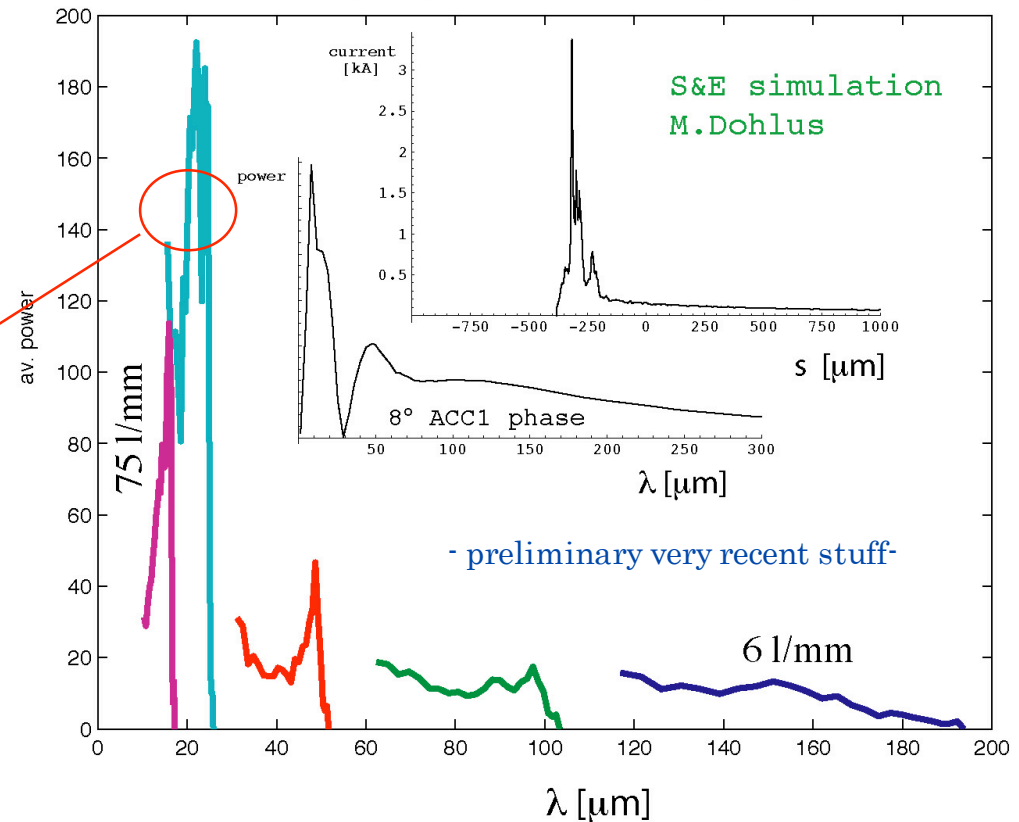 200
180
160
140
120
100
80
60
40
20
0
av. power
75 l/mm
current
[kA]
3
2.5
2
1.5
1
0.5
-750 -500 -250 0 250 500 750 1000
s [μm]
S&E simulation
M.Dohlus
power
8° ACC1 phase
50 100 150 200 250 300
λ [μm]
- preliminary very recent stuff-
6 l/mm
0 20 40 60 80 100 120 140 160 180 200
λ [μm]